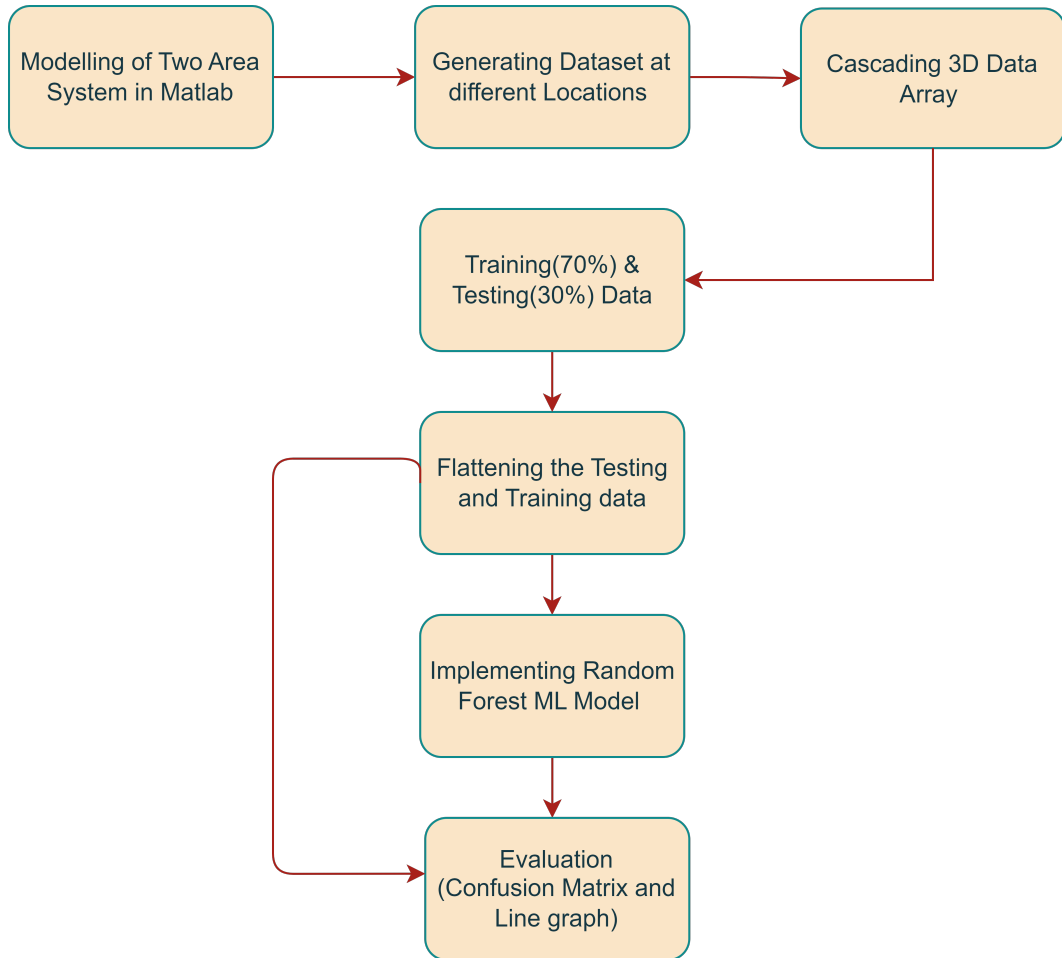 Modelling of Two Area
System in Matlab
Generating Dataset at
different Locations
Cascading 3D Data
Array
Training(70%) &
Testing(30%) Data
Flattening the Testing
and Training data
Implementing Random
Forest ML Model
Evaluation
(Confusion Matrix and
Line graph)